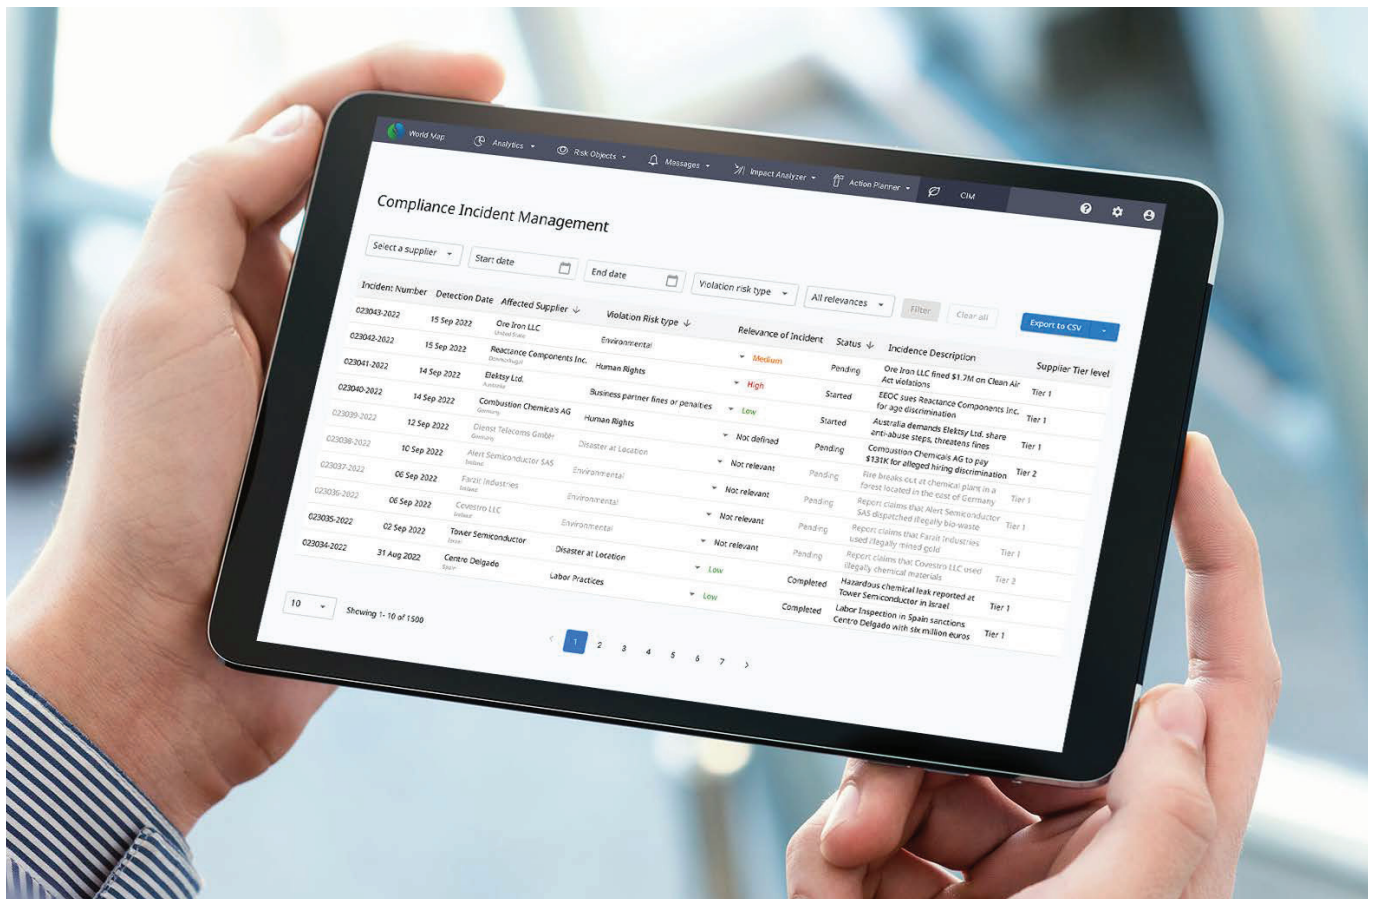 World Map Analytics Risk Objects Messages Impact Analyzer Action Planner CIM
Compliance Incident Management
Select a supplier Start date End date Violation risk type All relevances Filter Clear all Export to CSV
Incident Number Detection Date Affected Supplier Violation Risk type Relevance of Incident Status Incidence Description Supplier Tier level
023043-2022 15 Sep 2022 Ore Iron LLC Environmental Medium Pending Ore Iron LLC fined $1.7M on Clean Air Tier 1
United States Act violations
023042-2022 15 Sep 2022 Reactance Components Inc. Human Rights High Started EEOC sues Reactance Components Inc. Tier 1
for age discrimination
023041-2022 14 Sep 2022 Elektsy Ltd. Business partner fines or penalties Low Started Australia demands Elektsy Ltd. share Tier 1
Australia anti-abuse steps, threatens fines
023040-2022 14 Sep 2022 Combustion Chemicals AG Human Rights Not defined Pending Combustion Chemicals AG to pay Tier 2
Germany $131K for alleged hiring discrimination
023039-2022 12 Sep 2022 Dienst Telecoms GmbH Disaster at Location Not relevant Pending Fire breaks out at chemical plant in a Tier 1
Germany forest located in the east of Germany
023038-2022 10 Sep 2022 Alert Semiconductor SAS Environmental Not relevant Pending Report claims that Alert Semiconductor Tier 1
Ireland SAS dispatched illegally bio-waste
023037-2022 06 Sep 2022 Farzit Industries Environmental Not relevant Pending Report claims that Farzit Industries Tier 1
Ireland used illegally mined gold
023036-2022 06 Sep 2022 Covestro LLC Environmental Not relevant Pending Report claims that Covestro LLC used Tier 2
Ireland illegally chemical materials
023035-2022 02 Sep 2022 Tower Semiconductor Disaster at Location Low Completed Hazardous chemical leak reported at Tier 1
Tower Semiconductor in Israel
023034-2022 31 Aug 2022 Centro Delgado Labor Practices Low Completed Labor Inspection in Spain sanctions Tier 1
Spain Centro Delgado with six million euros
10 Showing 1- 10 of 1500 < 1 2 3 4 5 6 7 >